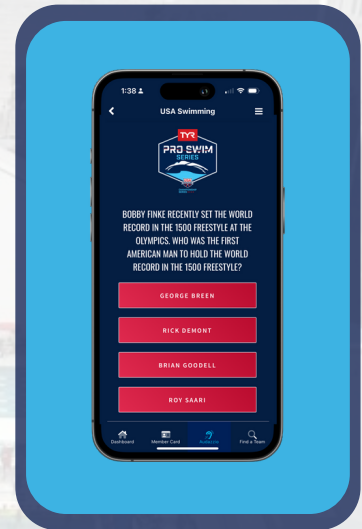 1:38
USA Swimming
TYR
PRO SWIM
SERIES
BOBBY FINKE RECENTLY SET THE WORLD
RECORD IN THE 1500 FREESTYLE AT THE
OLYMPICS. WHO WAS THE FIRST
AMERICAN MAN TO HOLD THE WORLD
RECORD IN THE 1500 FREESTYLE?
GEORGE BREEN
RICK DEMONT
BRIAN GOODELL
ROY SAARI
Dashboard
Member Card
Find a Team